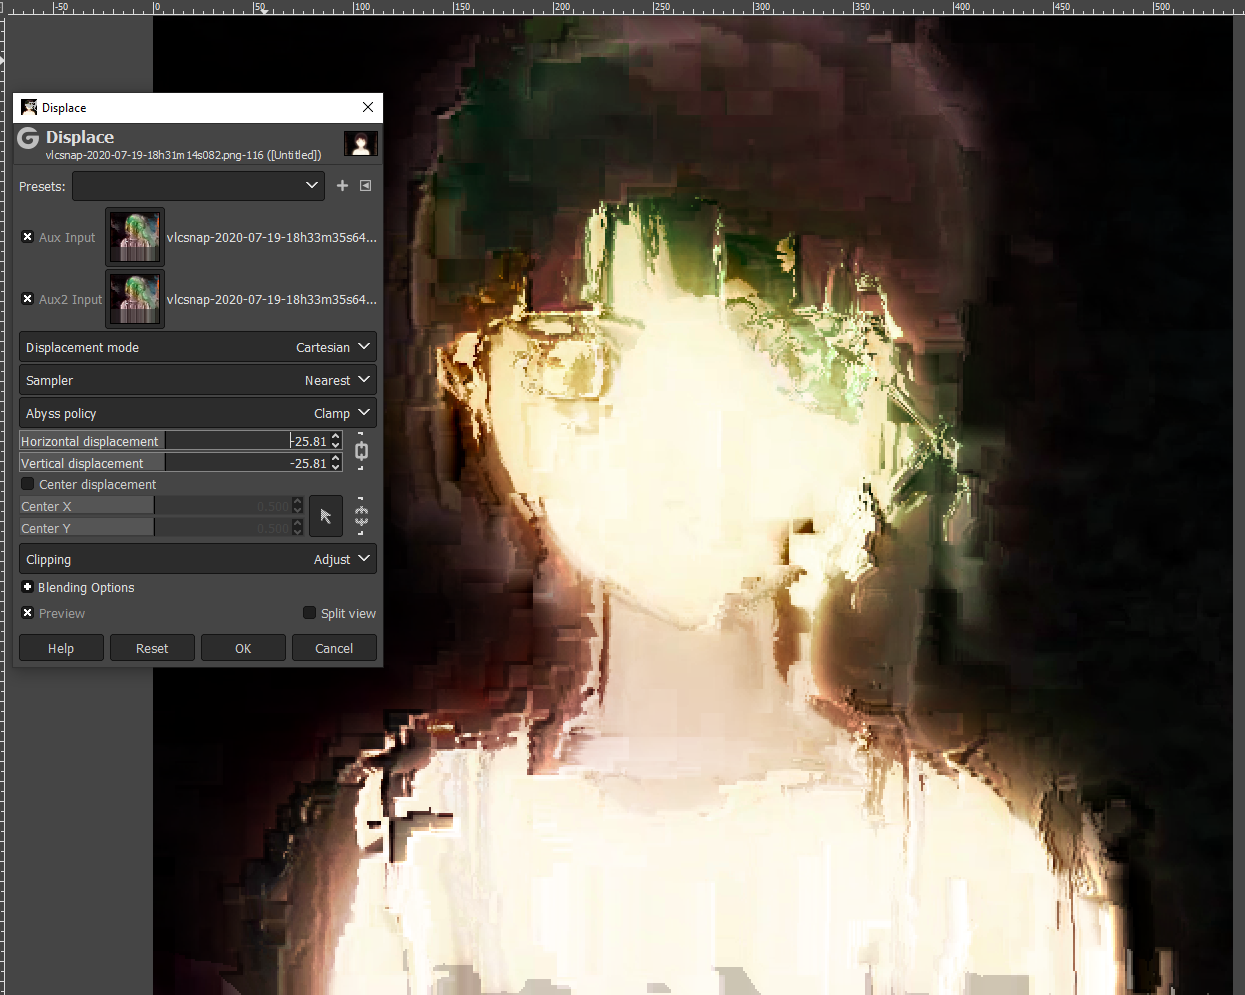 -50 0 50 100 150 200 250 300 350 400 450 500
Displace
Displace
vlcsnap-2020-07-19-18h31m14s082.png-116 ([Untitled])
Presets:
Aux Input vlcsnap-2020-07-19-18h33m35s64...
Aux2 Input vlcsnap-2020-07-19-18h33m35s64...
Displacement mode Cartesian
Sampler Nearest
Abyss policy Clamp
Horizontal displacement -25.81
Vertical displacement -25.81
Center displacement
Center X 0.500
Center Y 0.500
Clipping Adjust
Blending Options
Preview Split view
Help Reset OK Cancel